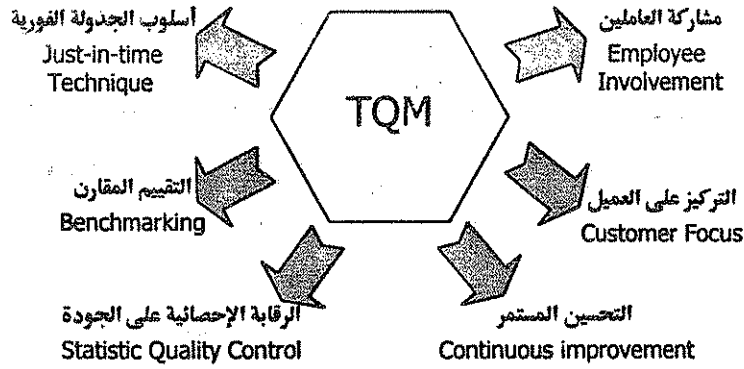 أسلوب الجدولة الفورية
Just-in-time
Technique
مشاركة العاملين
Employee
Involvement
TQM
التقييم المقارن
Benchmarking
التركيز على العميل
Customer Focus
الرقابة الإحصائية على الجودة
Statistic Quality Control
التحسين المستمر
Continuous improvement